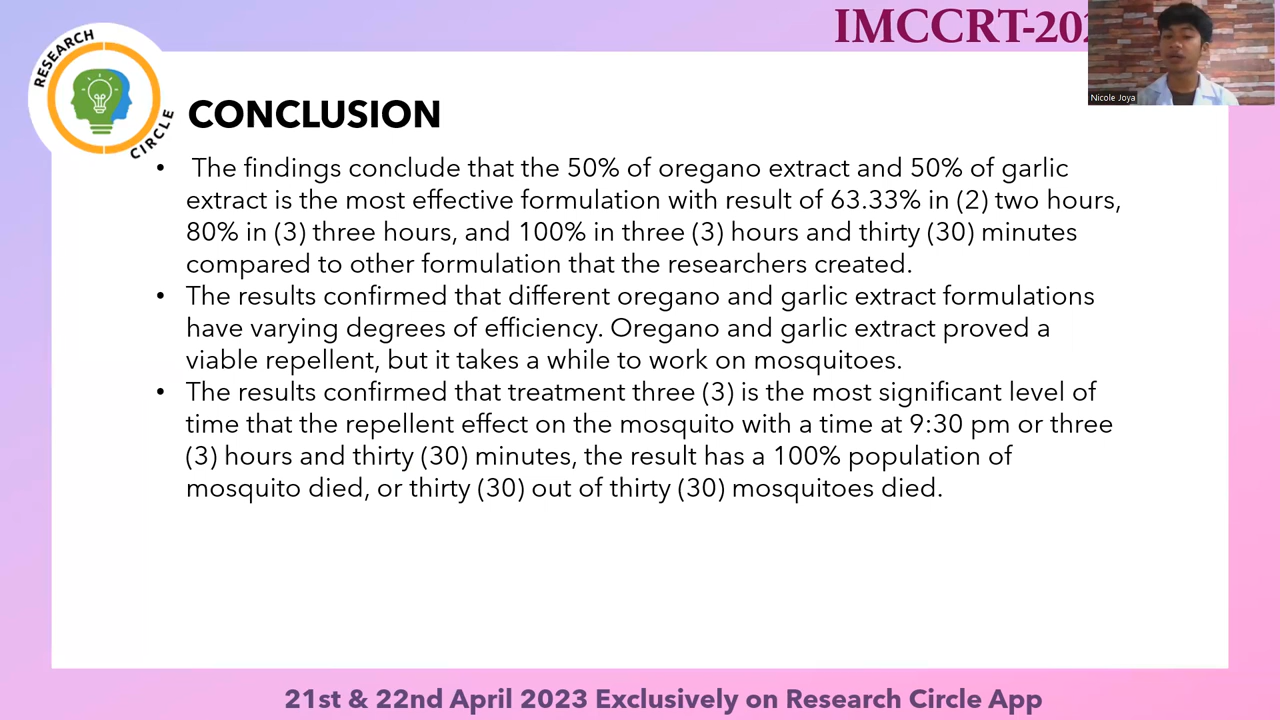 IMCCRT-202
RESEARCH
CIRCLE
Nicole Joya
CONCLUSION
• The findings conclude that the 50% of oregano extract and 50% of garlic
extract is the most effective formulation with result of 63.33% in (2) two hours,
80% in (3) three hours, and 100% in three (3) hours and thirty (30) minutes
compared to other formulation that the researchers created.
• The results confirmed that different oregano and garlic extract formulations
have varying degrees of efficiency. Oregano and garlic extract proved a
viable repellent, but it takes a while to work on mosquitoes.
• The results confirmed that treatment three (3) is the most significant level of
time that the repellent effect on the mosquito with a time at 9:30 pm or three
(3) hours and thirty (30) minutes, the result has a 100% population of
mosquito died, or thirty (30) out of thirty (30) mosquitoes died.
21st & 22nd April 2023 Exclusively on Research Circle App